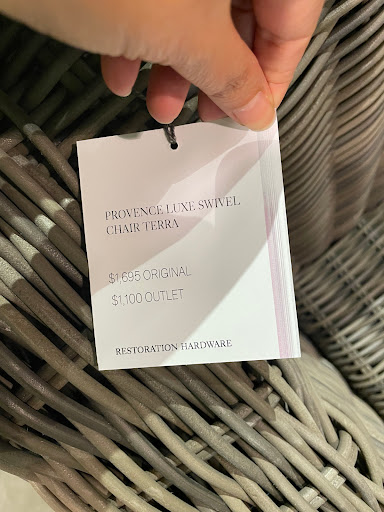 PROVENCE LUXE SWIVEL
CHAIR TERRA
$1,695 ORIGINAL
$1,100 OUTLET
RESTORATION HARDWARE